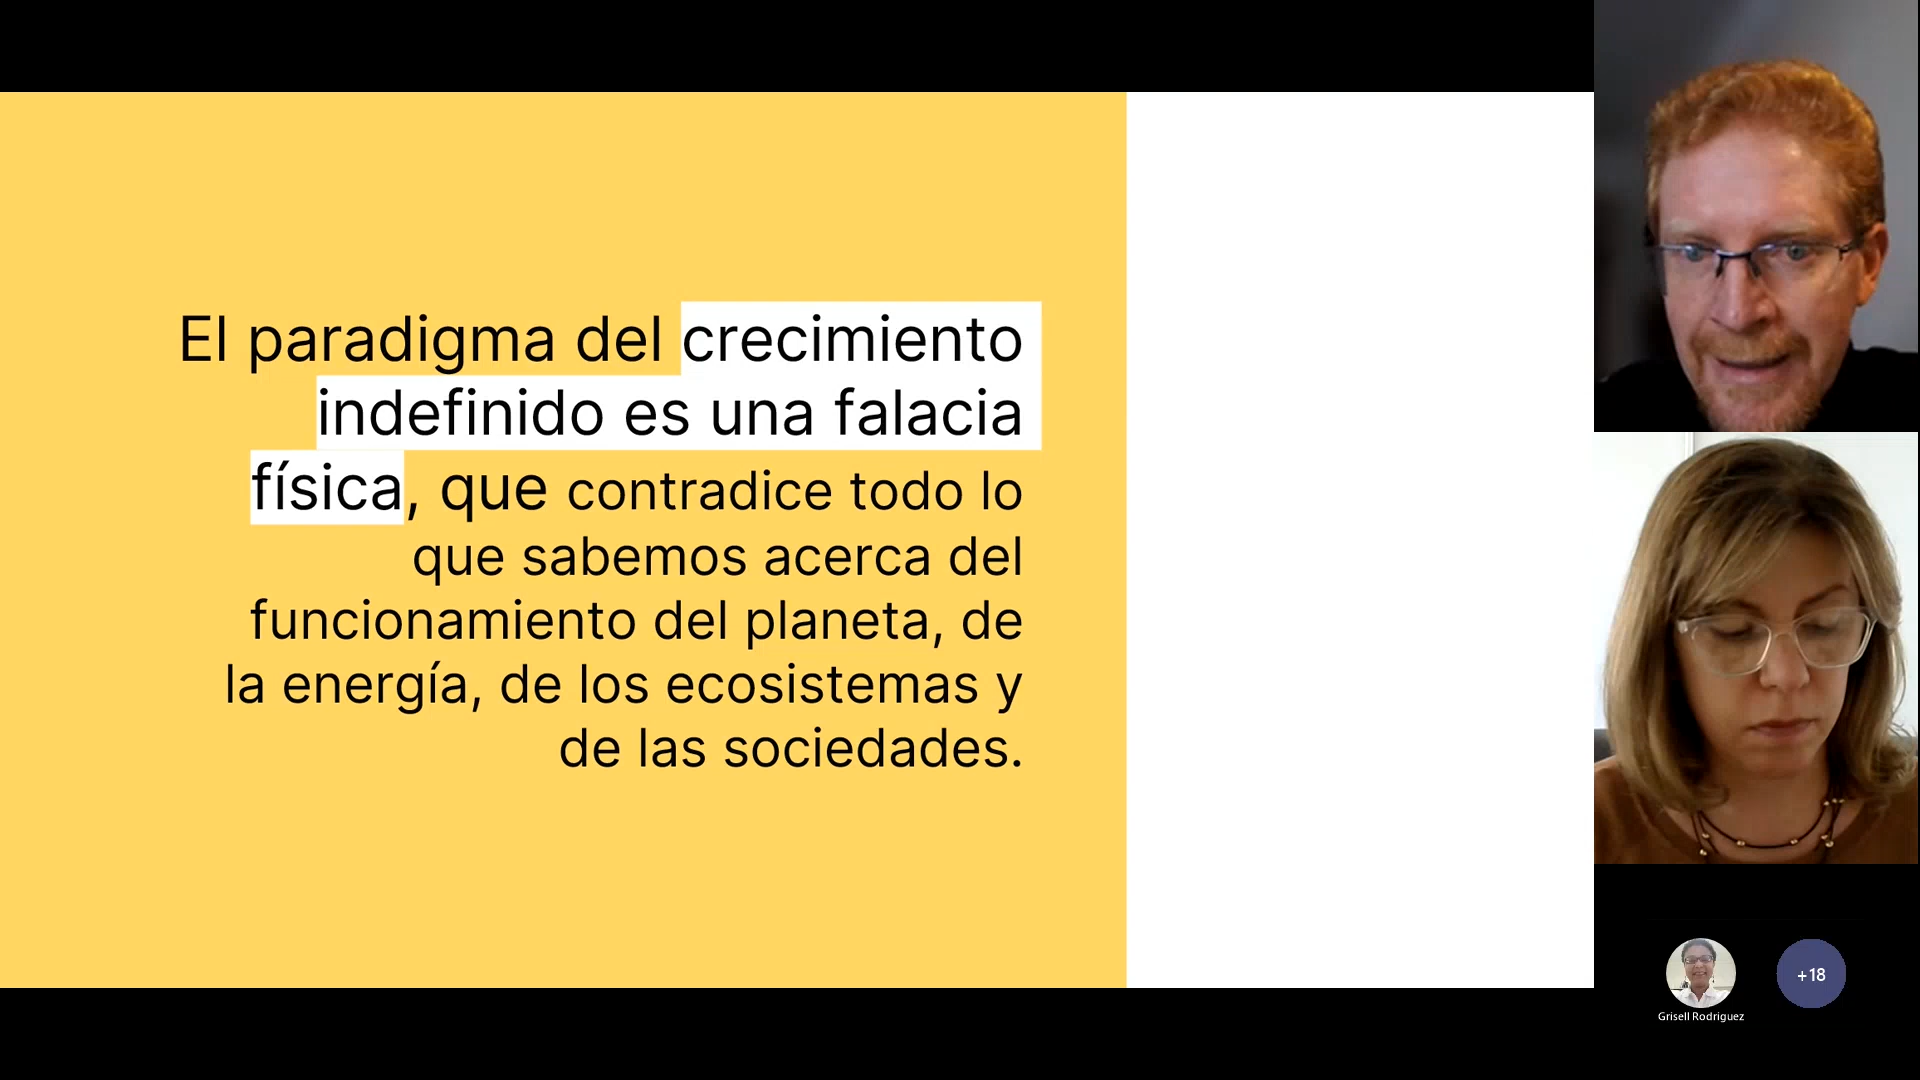 El paradigma del crecimiento
indefinido es una falacia
física, que contradice todo lo
que sabemos acerca del
funcionamiento del planeta, de
la energía, de los ecosistemas y
de las sociedades.
Grisell Rodriguez
+18